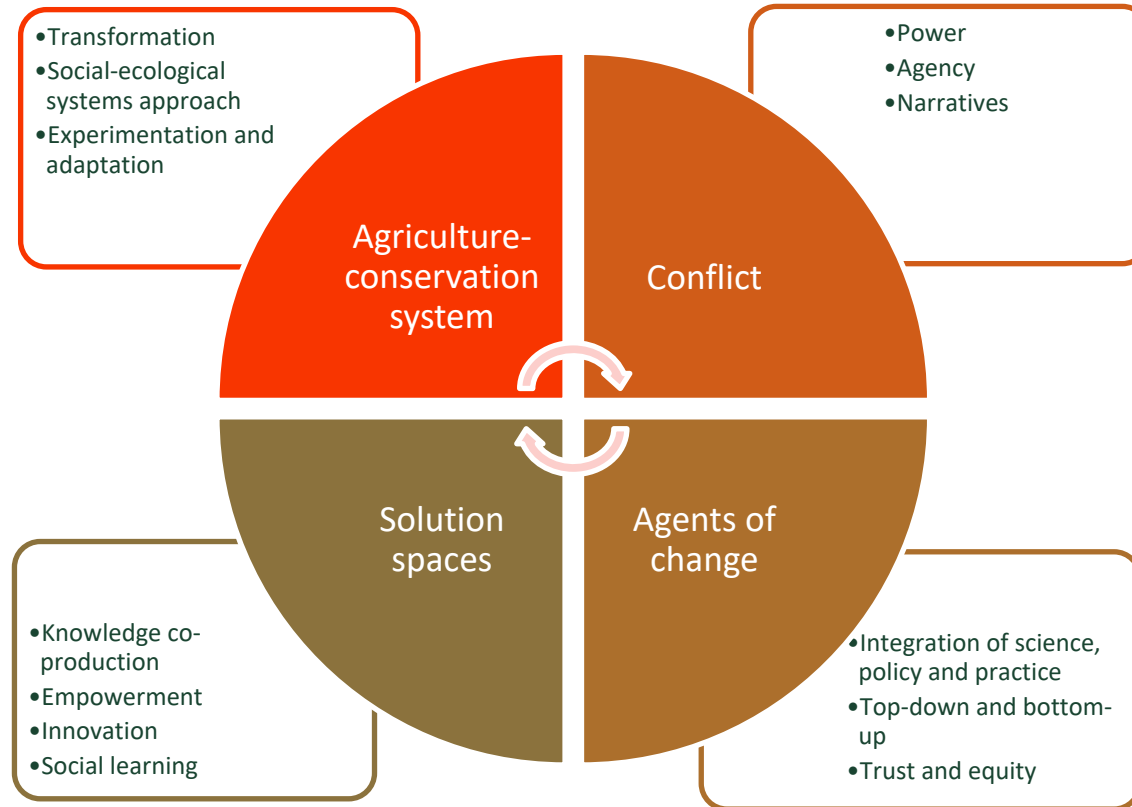 •Transformation
•Social-ecological
systems approach
•Experimentation and
adaptation
•Power
•Agency
•Narratives
Agriculture-
conservation
system
Conflict
Solution
spaces
Agents of
change
•Knowledge co-
production
•Empowerment
•Innovation
•Social learning
•Integration of science,
policy and practice
•Top-down and bottom-
up
•Trust and equity